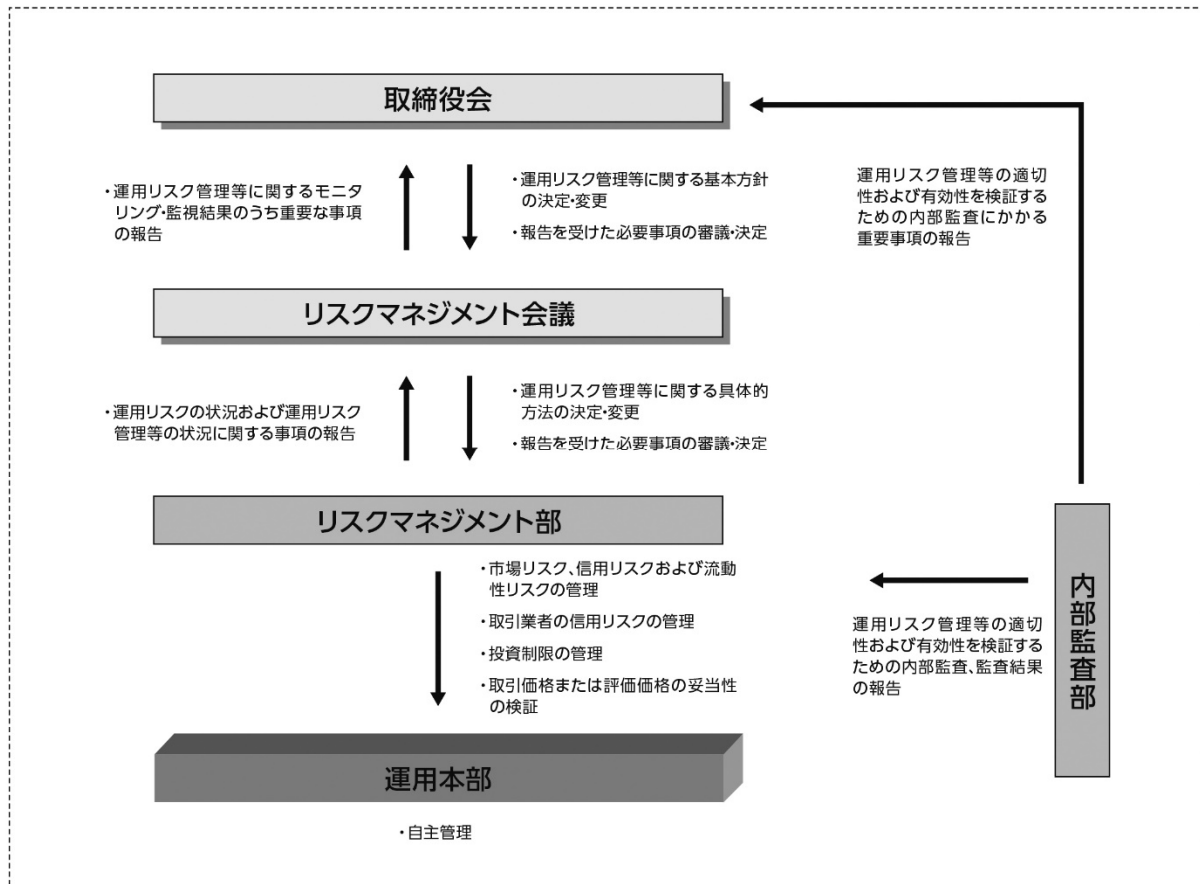 取締役会
・運用リスク管理等に関するモニタ
リング・監視結果のうち重要な事項
の報告
・運用リスク管理等に関する基本方針
の決定・変更
・報告を受けた必要事項の審議・決定
運用リスク管理等の適切
性および有効性を検証する
ための内部監査にかかる
重要事項の報告
リスクマネジメント会議
・運用リスクの状況および運用リスク
管理等の状況に関する事項の報告
・運用リスク管理等に関する具体的
方法の決定・変更
・報告を受けた必要事項の審議・決定
リスクマネジメント部
・市場リスク、信用リスクおよび流動
性リスクの管理
・取引業者の信用リスクの管理
・投資制限の管理
・取引価格または評価価格の妥当性
の検証
運用リスク管理等の適切
性および有効性を検証する
ための内部監査、監査結果
の報告
内部監査部
運用本部
・自主管理